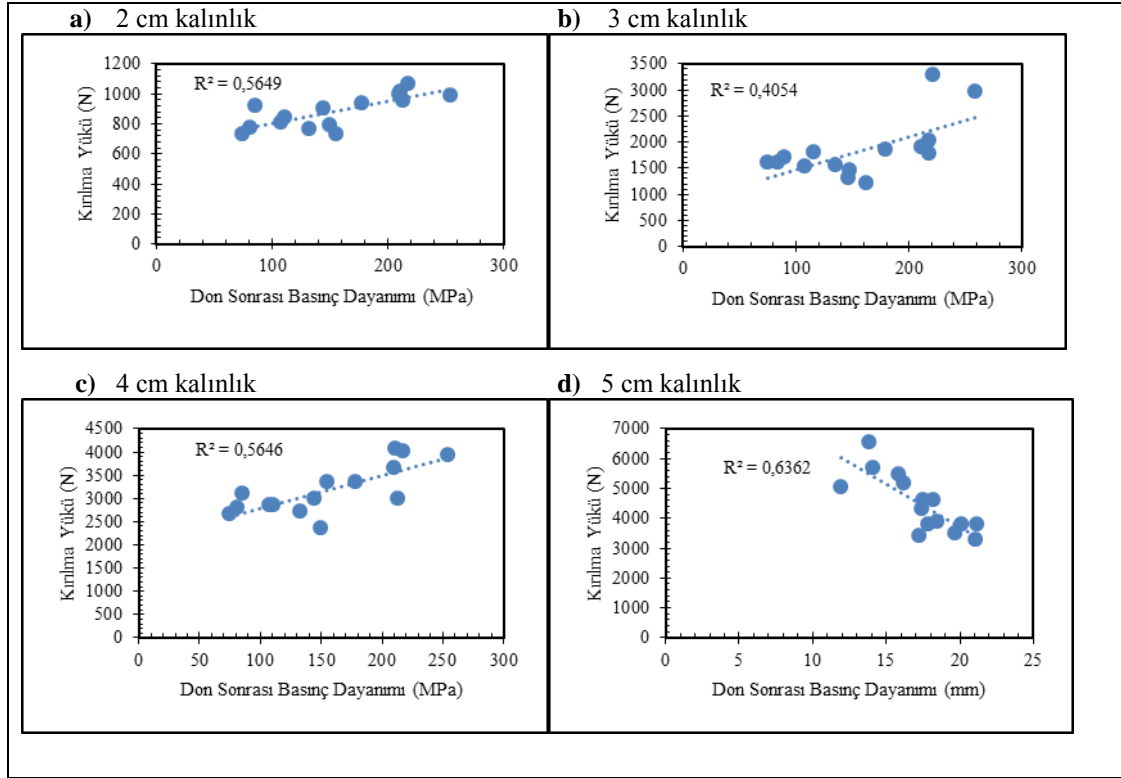 a) 2 cm kalınlık
b) 3 cm kalınlık
1200
1000
800
600
400
200
0
Kırılma Yükü (N)
R² = 0,5649
0 100 200 300
Don Sonrası Basınç Dayanımı (MPa)
3500
3000
2500
2000
1500
1000
500
0
Kırılma Yükü (N)
R² = 0,4054
0 100 200 300
Don Sonrası Basınç Dayanımı (MPa)
c) 4 cm kalınlık
d) 5 cm kalınlık
4500
4000
3500
3000
2500
2000
1500
1000
500
0
Kırılma Yükü (N)
R² = 0,5646
0 50 100 150 200 250 300
Don Sonrası Basınç Dayanımı (MPa)
7000
6000
5000
4000
3000
2000
1000
0
Kırılma Yükü (N)
R² = 0,6362
0 5 10 15 20 25
Don Sonrası Basınç Dayanımı (mm)